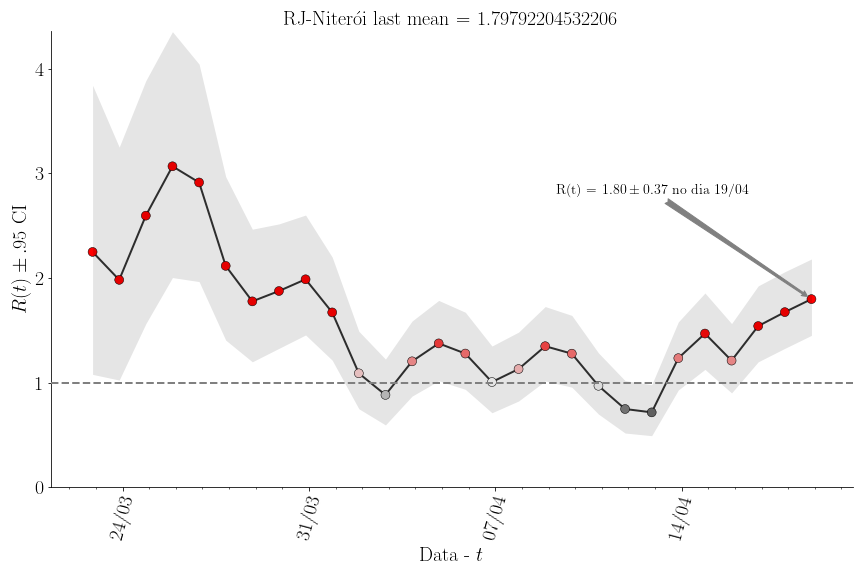 RJ-Niterói last mean = 1.79792204532206
4
3
2
1
0
R(t) ± .95 CI
R(t) = 1.80 ± 0.37 no dia 19/04
24/03
31/03
07/04
14/04
Data - t